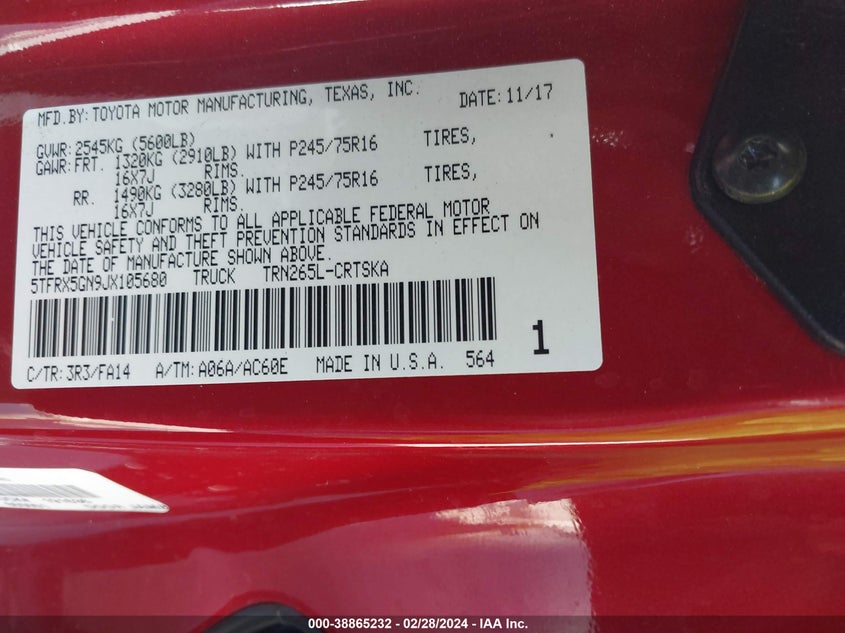 MFD.BY: TOYOTA MOTOR MANUFACTURING, TEXAS, INC. DATE: 11/17
GVWR: 2545KG (5600LB)
GAWR: FRT. 1320KG (2910LB) WITH P245/75R16 TIRES,
16X7J RIMS.
RR. 1490KG (3280LB) WITH P245/75R16 TIRES,
16X7J RIMS.
THIS VEHICLE CONFORMS TO ALL APPLICABLE FEDERAL MOTOR
VEHICLE SAFETY AND THEFT PREVENTION STANDARDS IN EFFECT ON
THE DATE OF MANUFACTURE SHOWN ABOVE.
5TFRX5GN9JX105680 TRUCK TRN265L-CRTSKA
1
C/TR: 3R3/FA14 A/TM: A06A/AC60E MADE IN U.S.A. 564
000-38865232 - 02/28/2024 - IAA Inc.